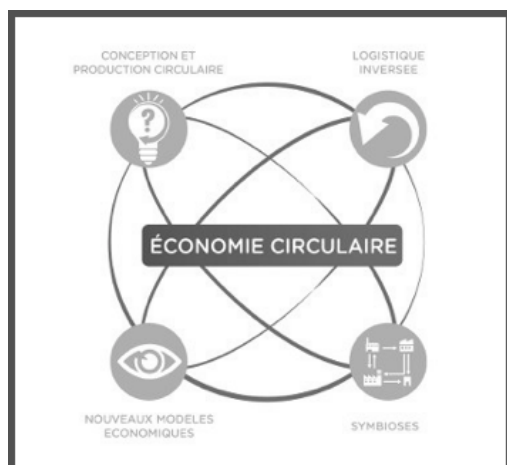 CONCEPTION ET
PRODUCTION CIRCULAIRE
LOGISTIQUE
INVERSEE
?
ÉCONOMIE CIRCULAIRE
NOUVEAUX MODELES
ECONOMIQUES
SYMBIOSES